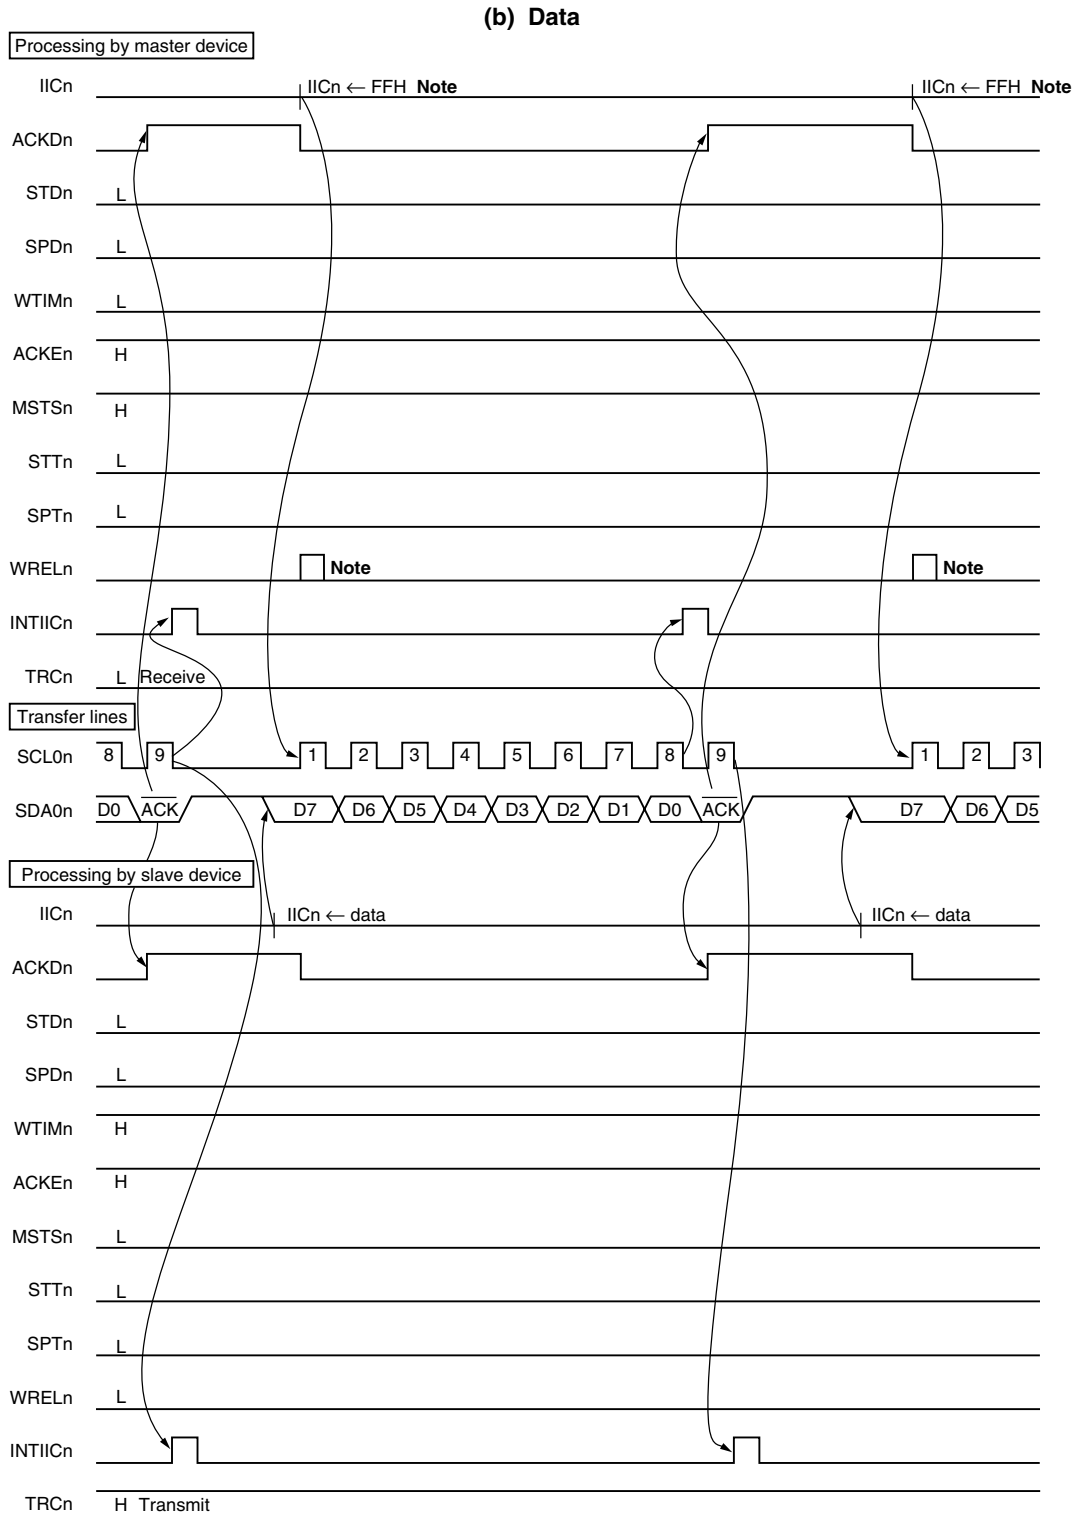 (b) Data
Processing by master device
IICn
IICn ← FFH Note
IICn ← FFH Note
ACKDn
STDn L
SPDn L
WTIMn L
ACKEn H
MSTSn H
STTn L
SPTn L
WRELn Note Note
INTIICn
TRCn L Receive
Transfer lines
SCL0n 8 9 1 2 3 4 5 6 7 8 9 1 2 3
SDA0n D0 ACK D7 D6 D5 D4 D3 D2 D1 D0 ACK D7 D6 D5
Processing by slave device
IICn IICn ← data IICn ← data
ACKDn
STDn L
SPDn L
WTIMn H
ACKEn H
MSTSn L
STTn L
SPTn L
WRELn L
INTIICn
TRCn H Transmit